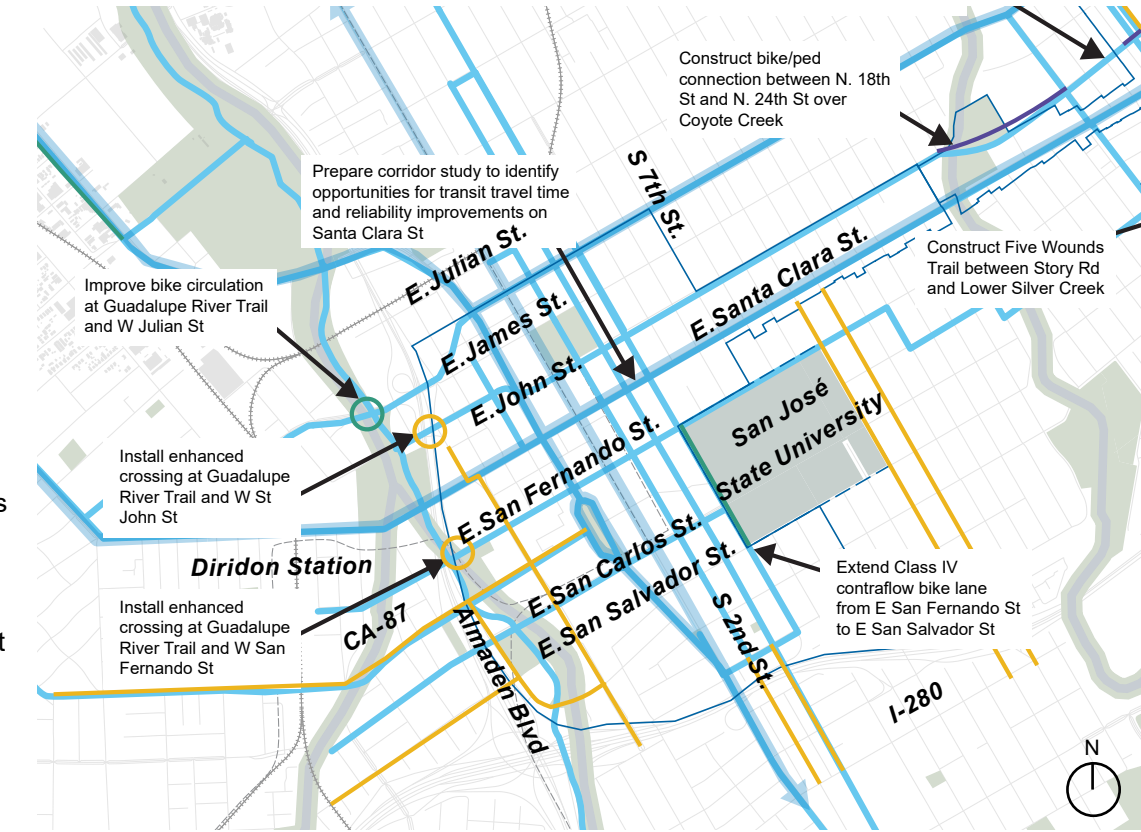 Construct bike/ped
connection between N. 18th
St and N. 24th St over
Coyote Creek
Prepare corridor study to identify
opportunities for transit travel time
and reliability improvements on
Santa Clara St
S 7th St.
Construct Five Wounds
Trail between Story Rd
and Lower Silver Creek
Improve bike circulation
at Guadalupe River Trail
and W Julian St
E.Julian St.
E.James St.
E.John St.
E.Santa Clara St.
E.San Fernando St.
San José
State University
Install enhanced
crossing at Guadalupe
River Trail and W St
John St
s
Diridon Station
E.San Carlos St.
E.San Salvador St.
Extend Class IV
contraflow bike lane
from E San Fernando St
to E San Salvador St
Install enhanced
crossing at Guadalupe
River Trail and W San
Fernando St
t
CA-87
Almaden Blvd
S 2nd St.
I-280
N